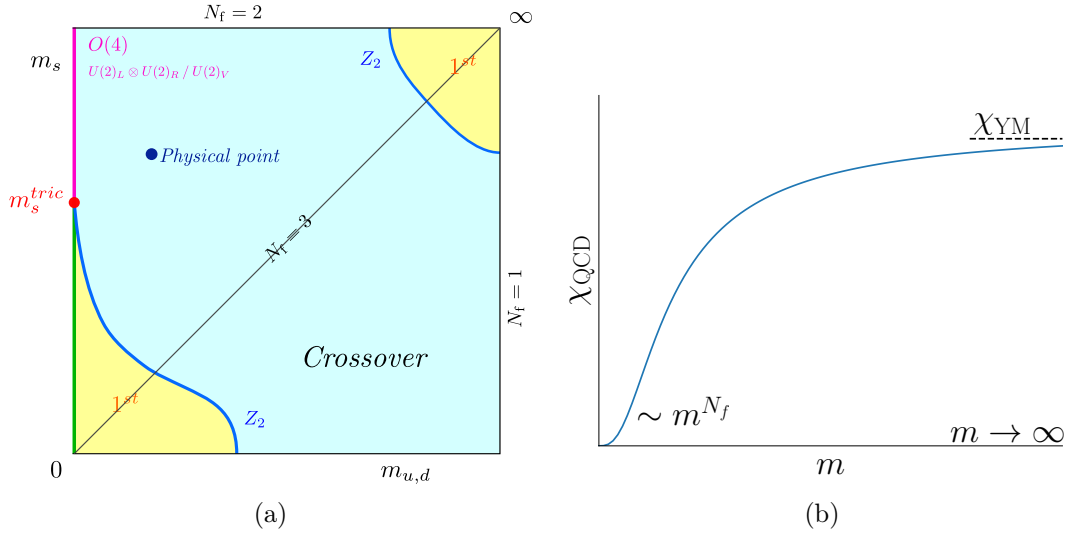 N_f = 2
∞
m_s
O(4)
U(2)_L ⊗ U(2)_R / U(2)_V
Z_2
1^{st}
Physical point
m_s^{tric}
N_f = 3
N_f = 1
Crossover
1^{st}
Z_2
0
m_{u,d}
(a)
χ_YM
χ_QCD
∼ m^{N_f}
m → ∞
m
(b)